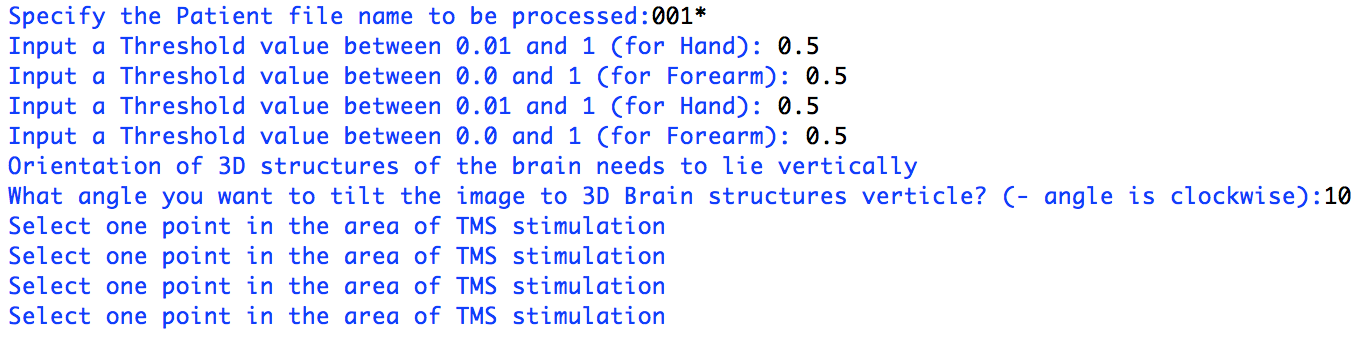 Specify the Patient file name to be processed:001*
Input a Threshold value between 0.01 and 1 (for Hand): 0.5
Input a Threshold value between 0.0 and 1 (for Forearm): 0.5
Input a Threshold value between 0.01 and 1 (for Hand): 0.5
Input a Threshold value between 0.0 and 1 (for Forearm): 0.5
Orientation of 3D structures of the brain needs to lie vertically
What angle you want to tilt the image to 3D Brain structures verticle? (- angle is clockwise):10
Select one point in the area of TMS stimulation
Select one point in the area of TMS stimulation
Select one point in the area of TMS stimulation
Select one point in the area of TMS stimulation